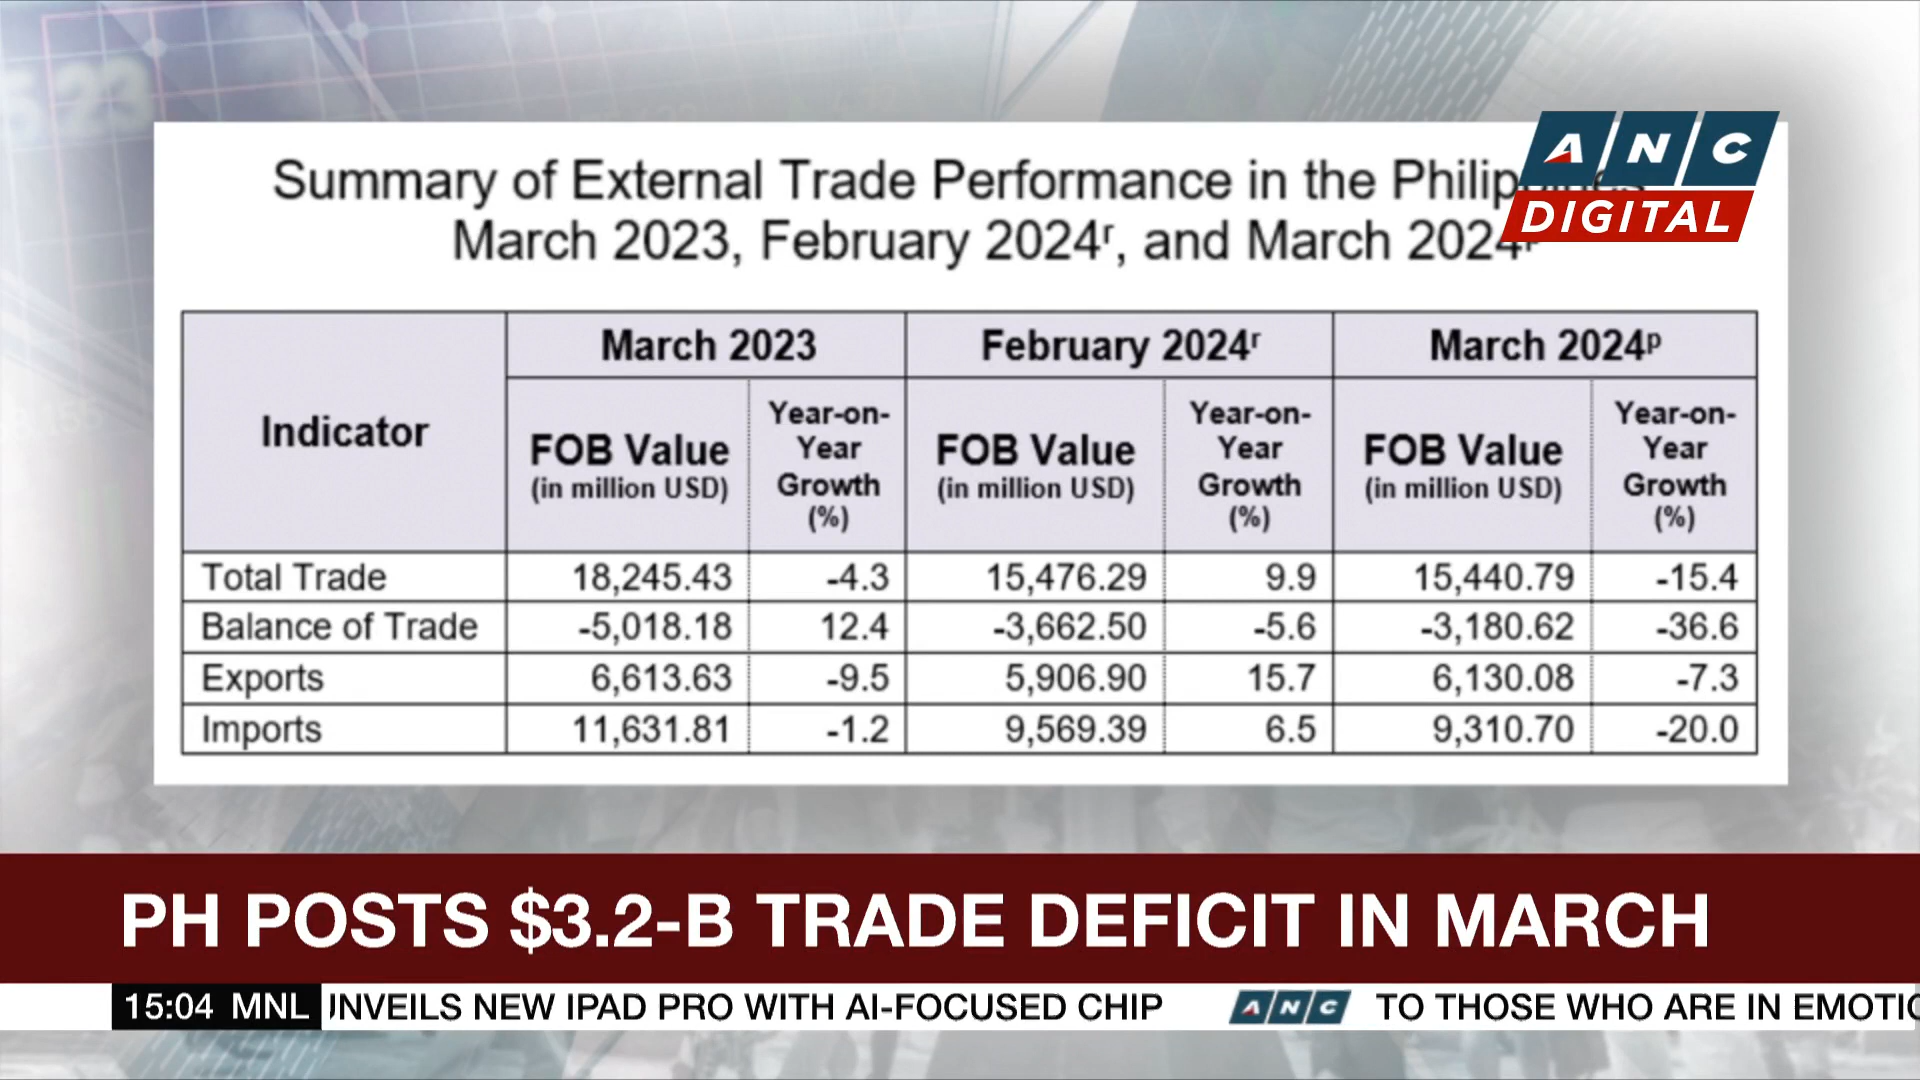 ANC
DIGITAL
Summary of External Trade Performance in the
March 2023, February 2024ʳ, and March 2024
Indicator
March 2023
February 2024ʳ
March 2024ᵖ
FOB Value
(in million USD)
Year-on-
Year
Growth
(%)
FOB Value
(in million USD)
Year-on-
Year
Growth
(%)
FOB Value
(in million USD)
Year-on-
Year
Growth
(%)
Total Trade 18,245.43 -4.3 15,476.29 9.9 15,440.79 -15.4
Balance of Trade -5,018.18 12.4 -3,662.50 -5.6 -3,180.62 -36.6
Exports 6,613.63 -9.5 5,906.90 15.7 6,130.08 -7.3
Imports 11,631.81 -1.2 9,569.39 6.5 9,310.70 -20.0
PH POSTS $3.2-B TRADE DEFICIT IN MARCH
15:04 MNL NVEILS NEW IPAD PRO WITH AI-FOCUSED CHIP ANC TO THOSE WHO ARE IN EMOTIC